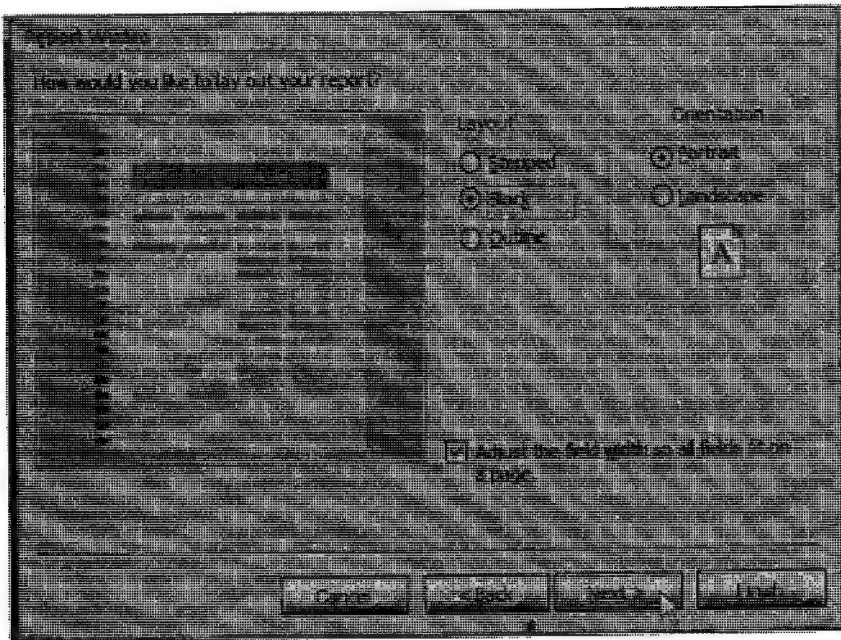 Report Wizard
How would you like to lay out your report?
Layout
Stepped
Block
Outline
Orientation
Portrait
Landscape
A
Adjust the field width so all fields fit on
a page.
Cancel
< Back
Next >
Finish